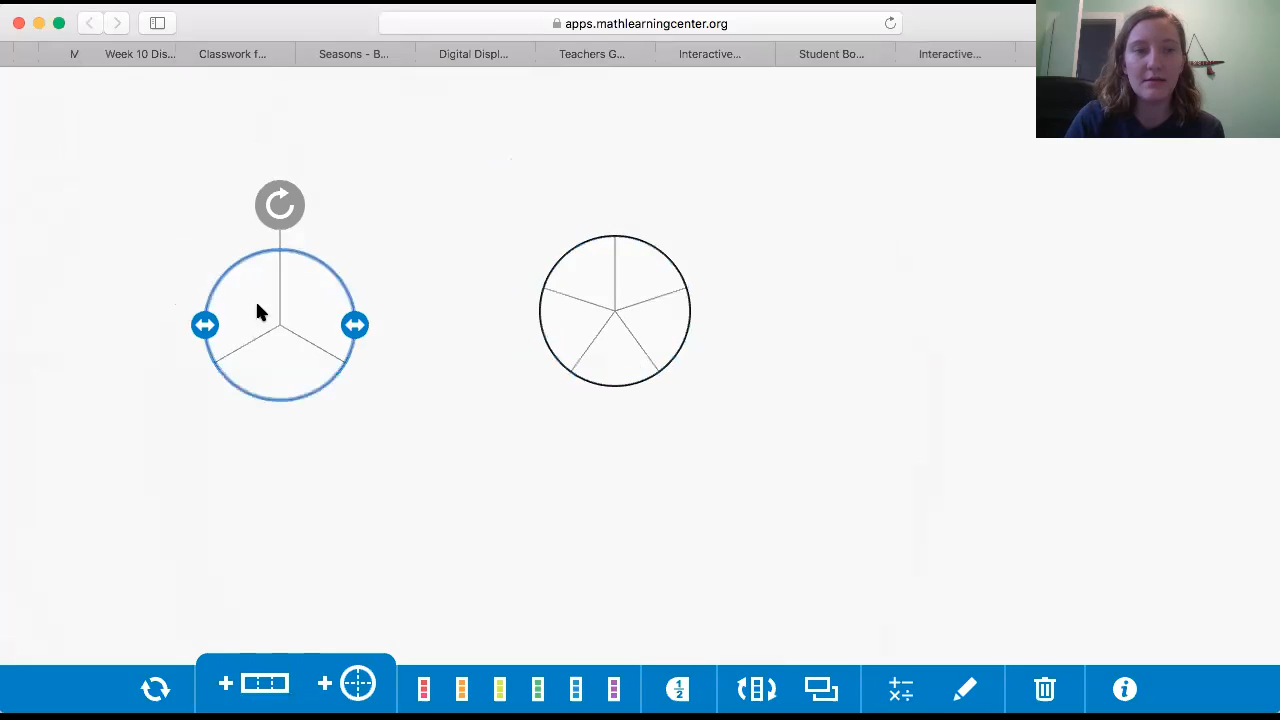 apps.mathlearningcenter.org
M Week 10 Dis... Classwork f... Seasons - B... Digital Displ... Teachers G... Interactive... Student Bo... Interactive...
1/2